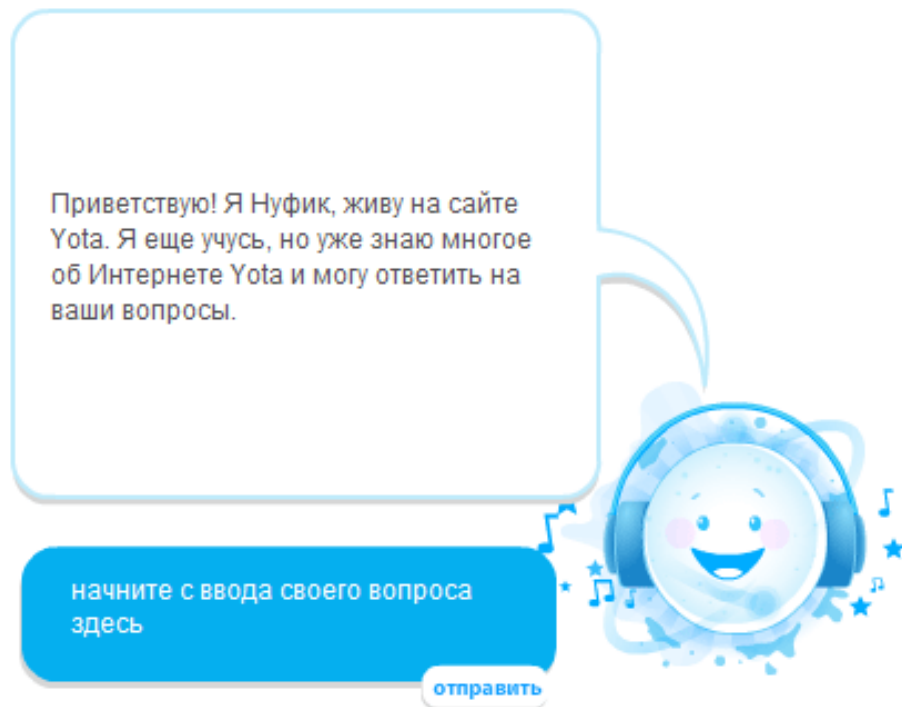 Приветствую! Я Нуфик, живу на сайте
Yota. Я еще учусь, но уже знаю многое
об Интернете Yota и могу ответить на
ваши вопросы.
начните с ввода своего вопроса
здесь
отправить